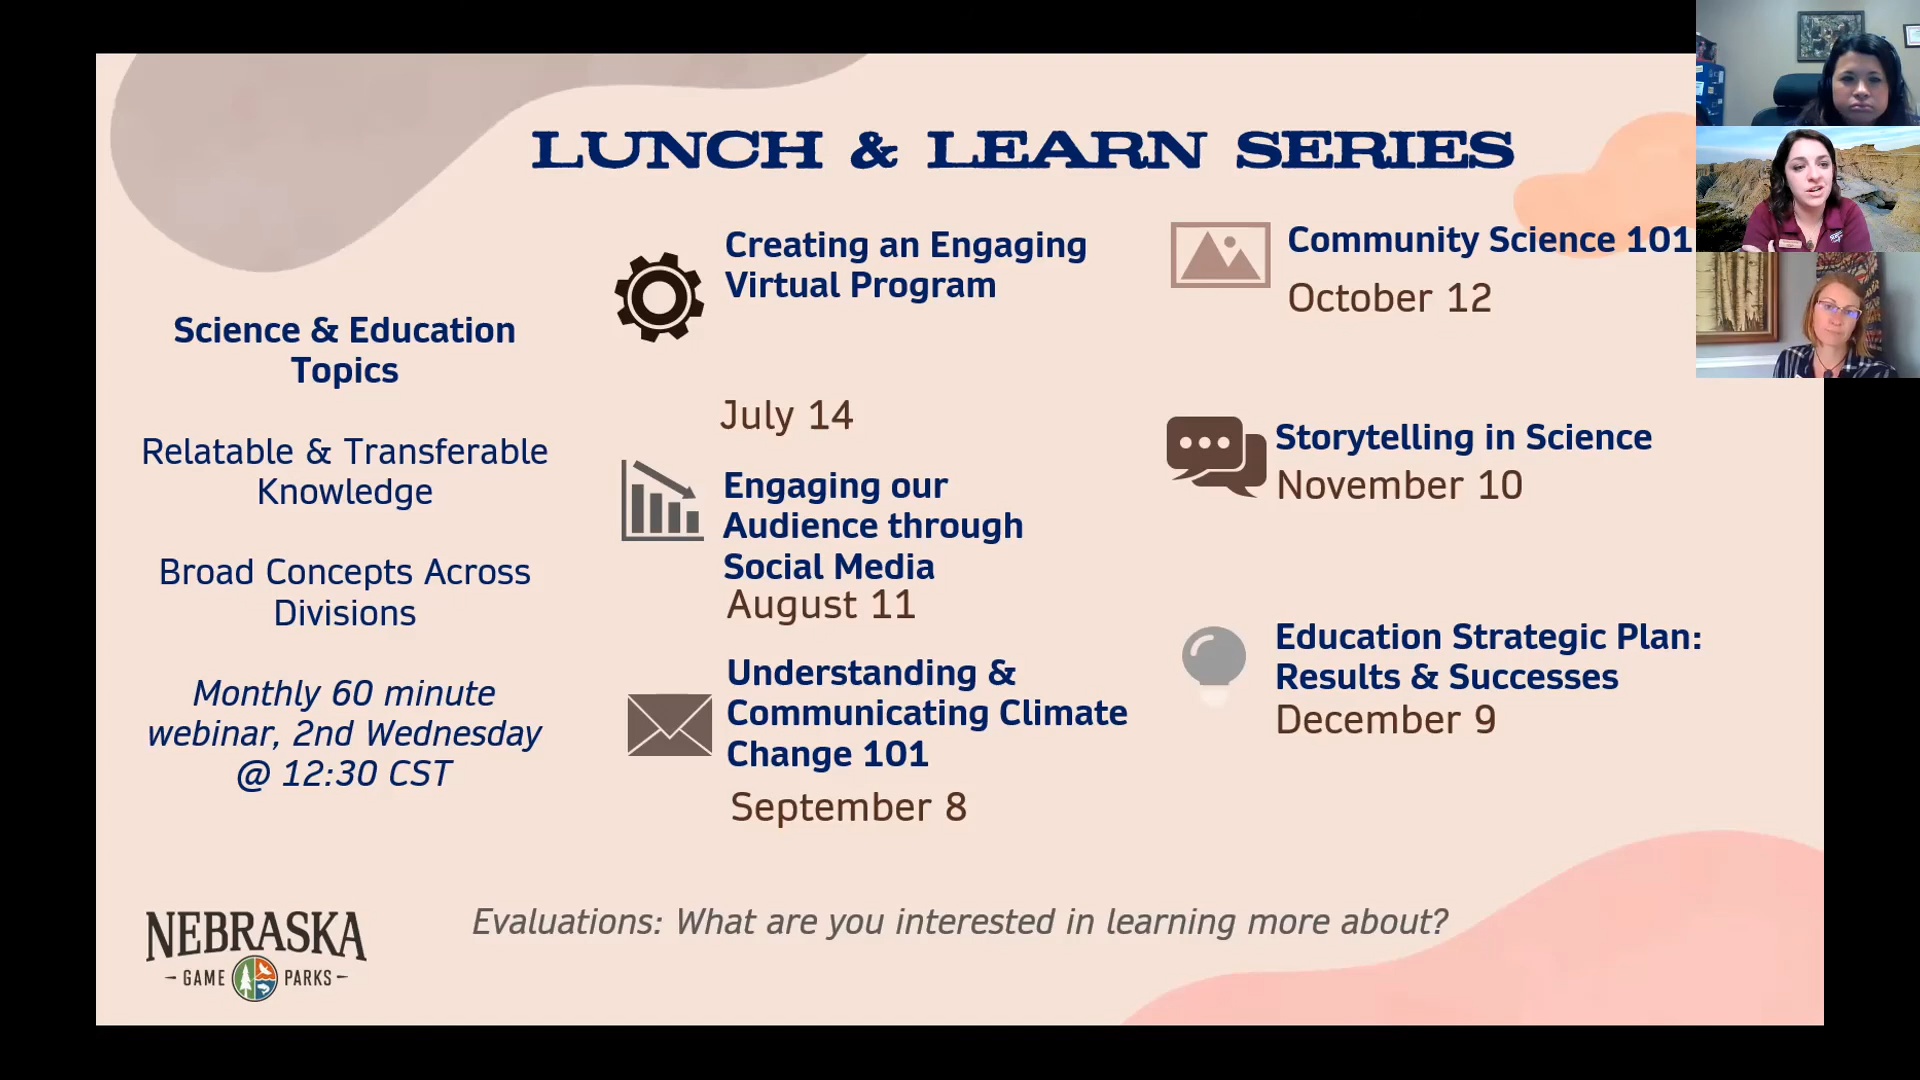 LUNCH & LEARN SERIES
Science & Education
Topics
Relatable & Transferable
Knowledge
Broad Concepts Across
Divisions
Monthly 60 minute
webinar, 2nd Wednesday
@ 12:30 CST
Creating an Engaging
Virtual Program
July 14
Engaging our
Audience through
Social Media
August 11
Understanding &
Communicating Climate
Change 101
September 8
Community Science 101
October 12
Storytelling in Science
November 10
Education Strategic Plan:
Results & Successes
December 9
Evaluations: What are you interested in learning more about?
NEBRASKA
GAME PARKS